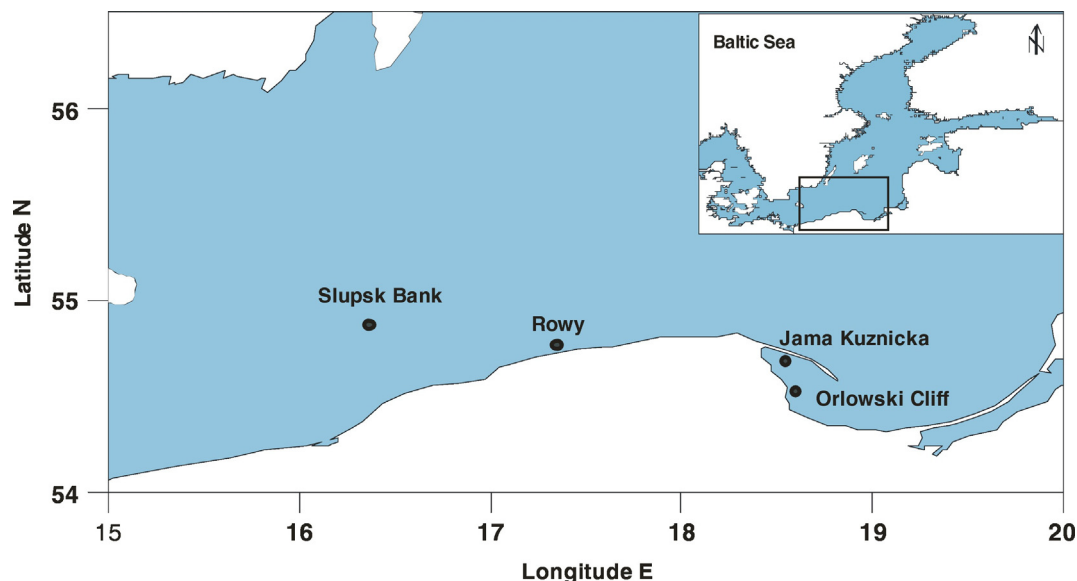 Baltic Sea
N
56
Latitude N
55
Slupsk Bank
Rowy
Jama Kuznicka
Orlowski Cliff
54
15 16 17 18 19 20
Longitude E